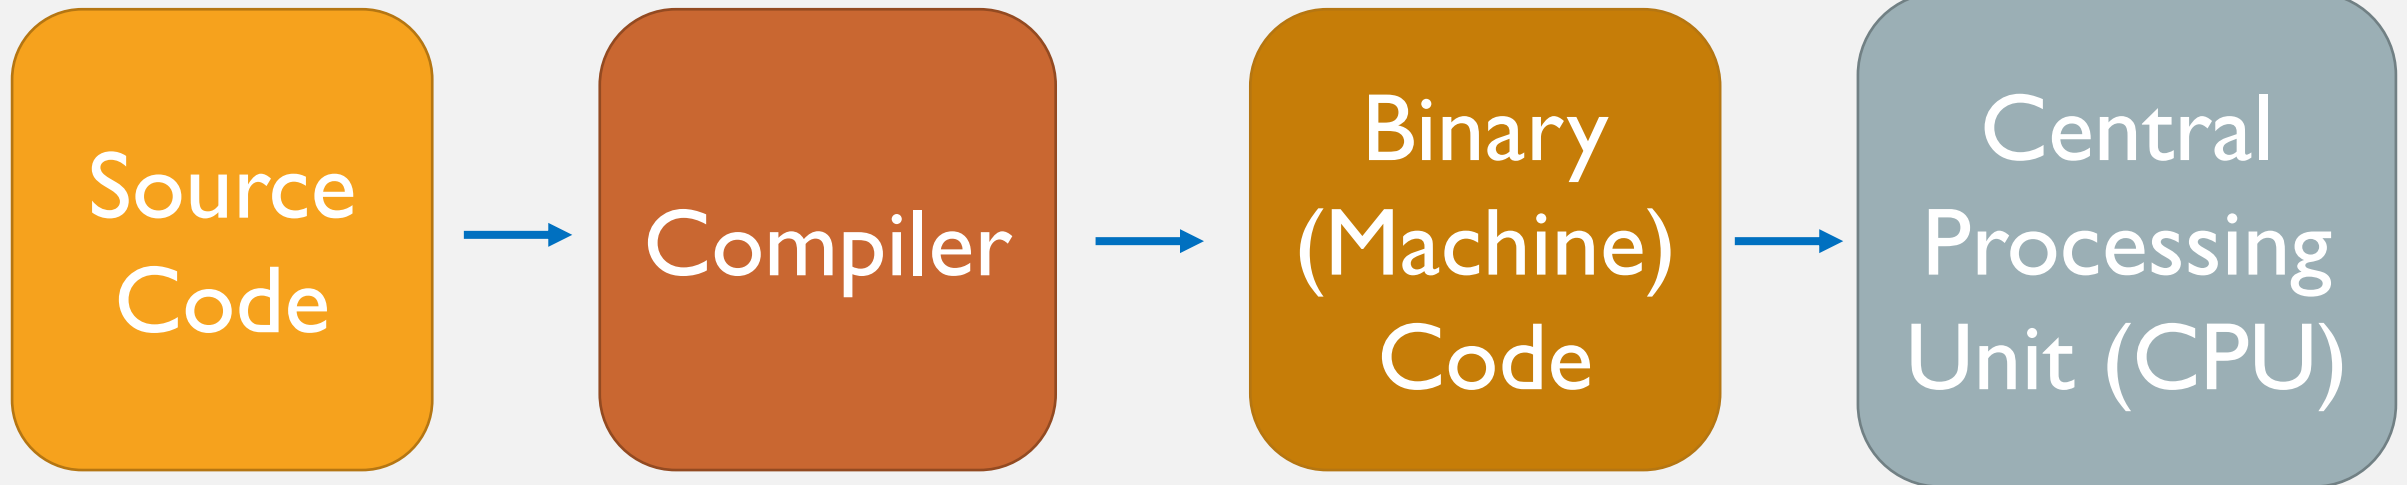 Source
Code
Compiler
Binary
(Machine)
Code
Central
Processing
Unit (CPU)